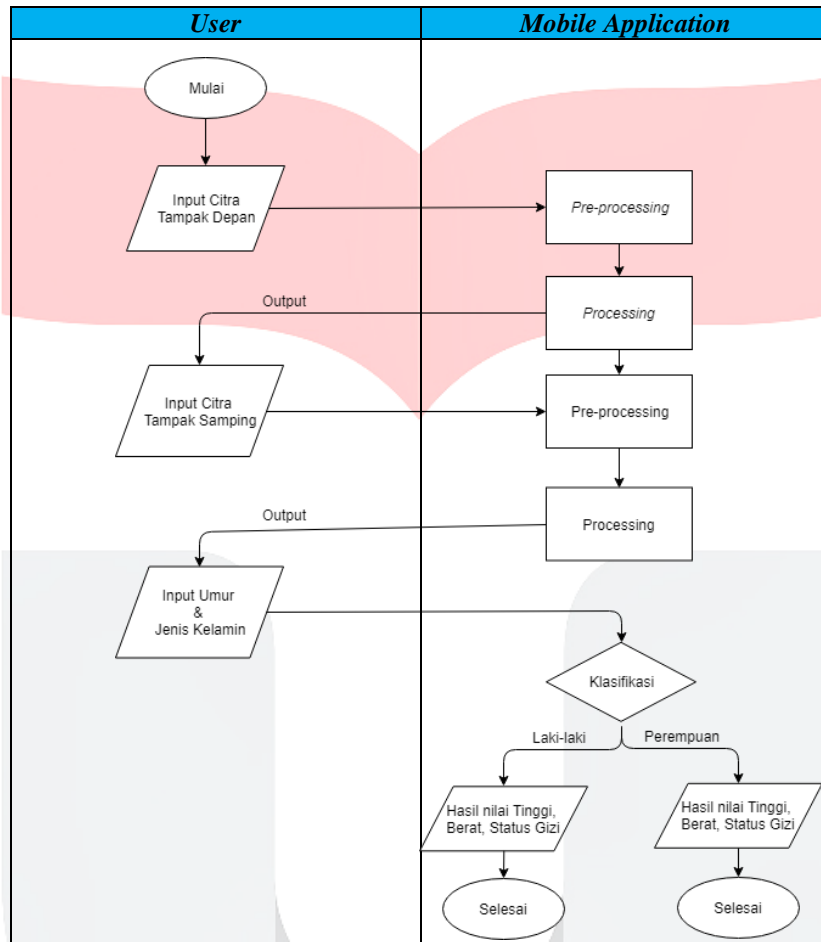 User
Mobile Application
Mulai
Input Citra
Tampak Depan
Pre-processing
Output
Processing
Input Citra
Tampak Samping
Pre-processing
Output
Processing
Input Umur
&
Jenis Kelamin
Klasifikasi
Laki-laki
Perempuan
Hasil nilai Tinggi,
Berat, Status Gizi
Hasil nilai Tinggi,
Berat, Status Gizi
Selesai
Selesai